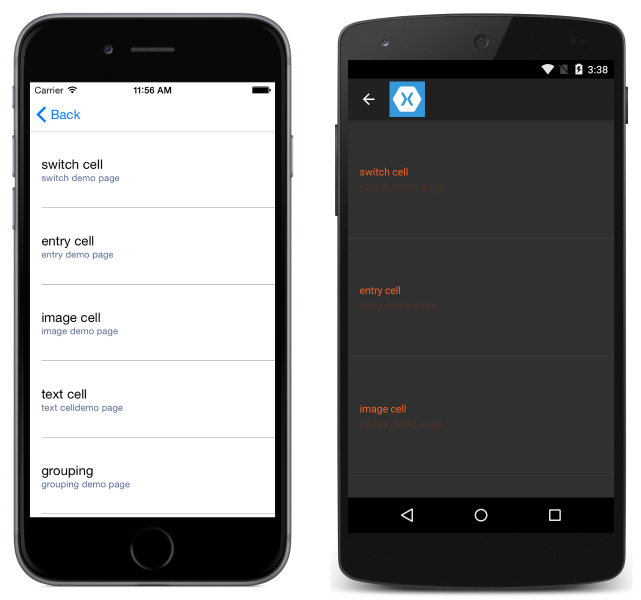 Carrier 11:56 AM
Back
switch cell
switch demo page
entry cell
entry demo page
image cell
image demo page
text cell
text celldemo page
grouping
grouping demo page
3:38
switch cell
switch demo page
entry cell
entry demo page
image cell
image demo page